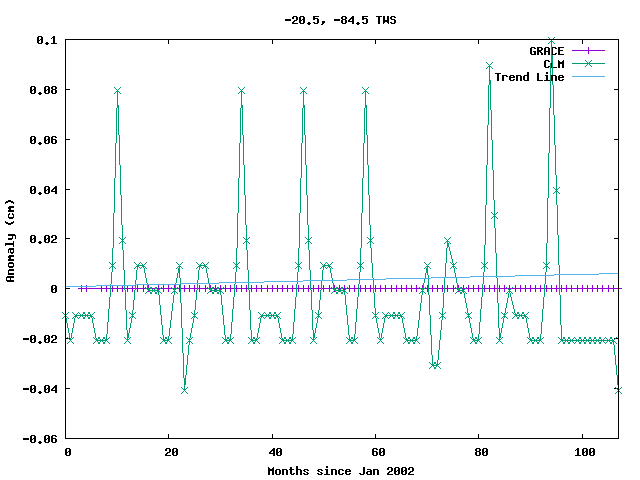 -20.5, -84.5 TWS
GRACE
CLM
Trend Line
0.1
0.08
0.06
0.04
0.02
0
-0.02
-0.04
-0.06
Anomaly (cm)
0 20 40 60 80 100
Months since Jan 2002